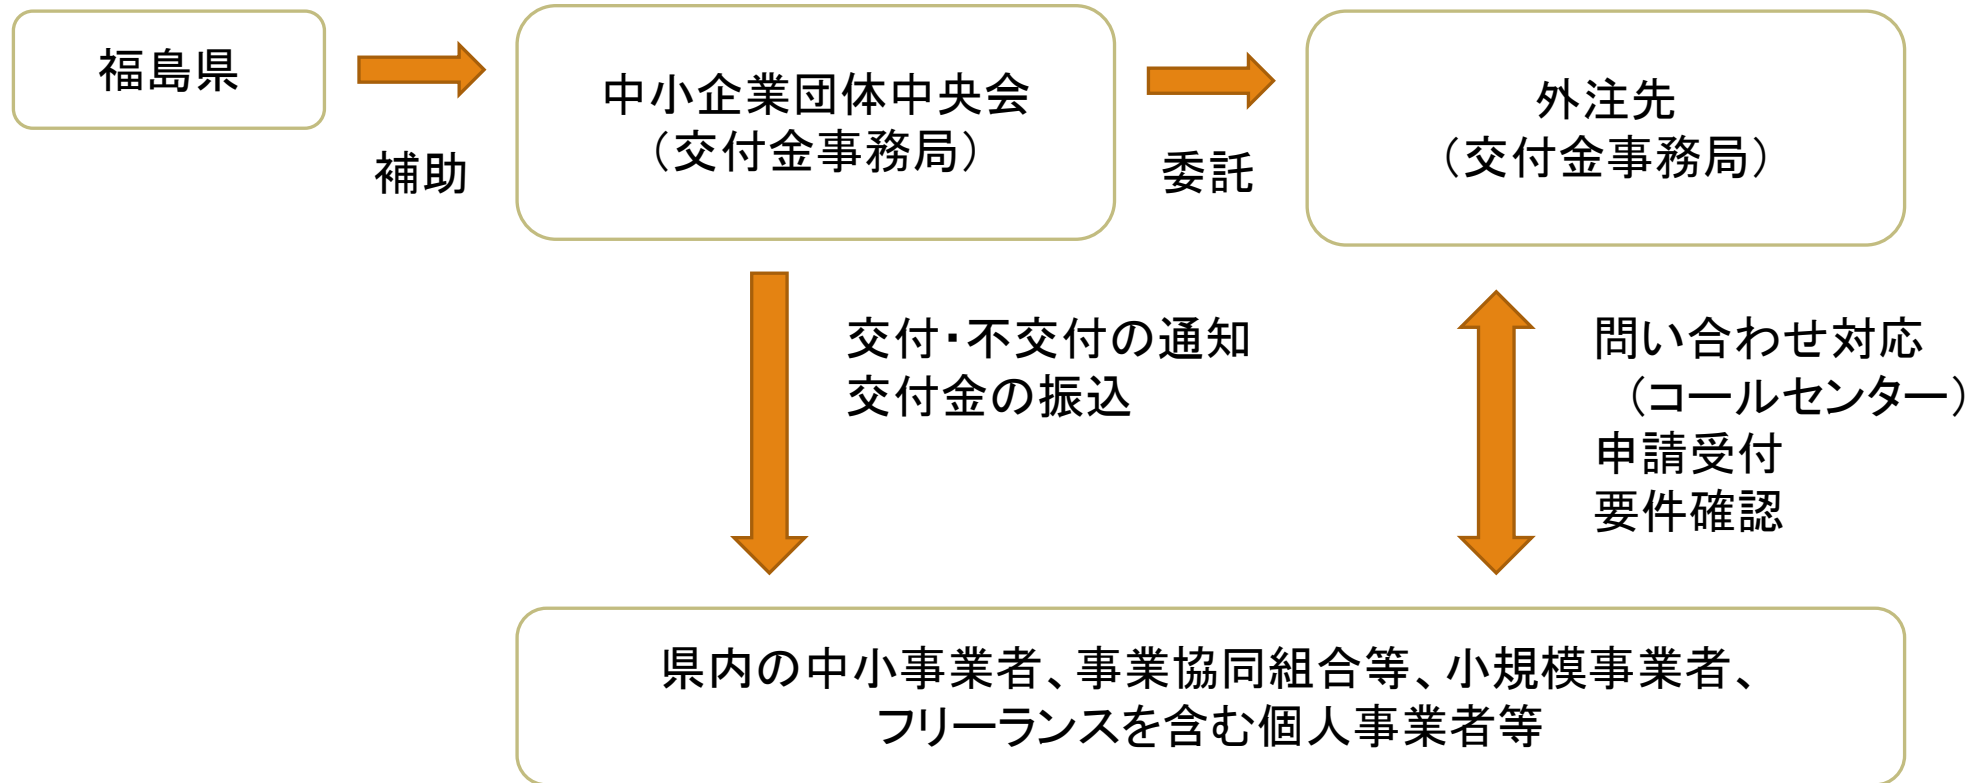 福島県
補助
中小企業団体中央会
（交付金事務局）
委託
外注先
（交付金事務局）
交付・不交付の通知
交付金の振込
問い合わせ対応
（コールセンター）
申請受付
要件確認
県内の中小事業者、事業協同組合等、小規模事業者、
フリーランスを含む個人事業者等